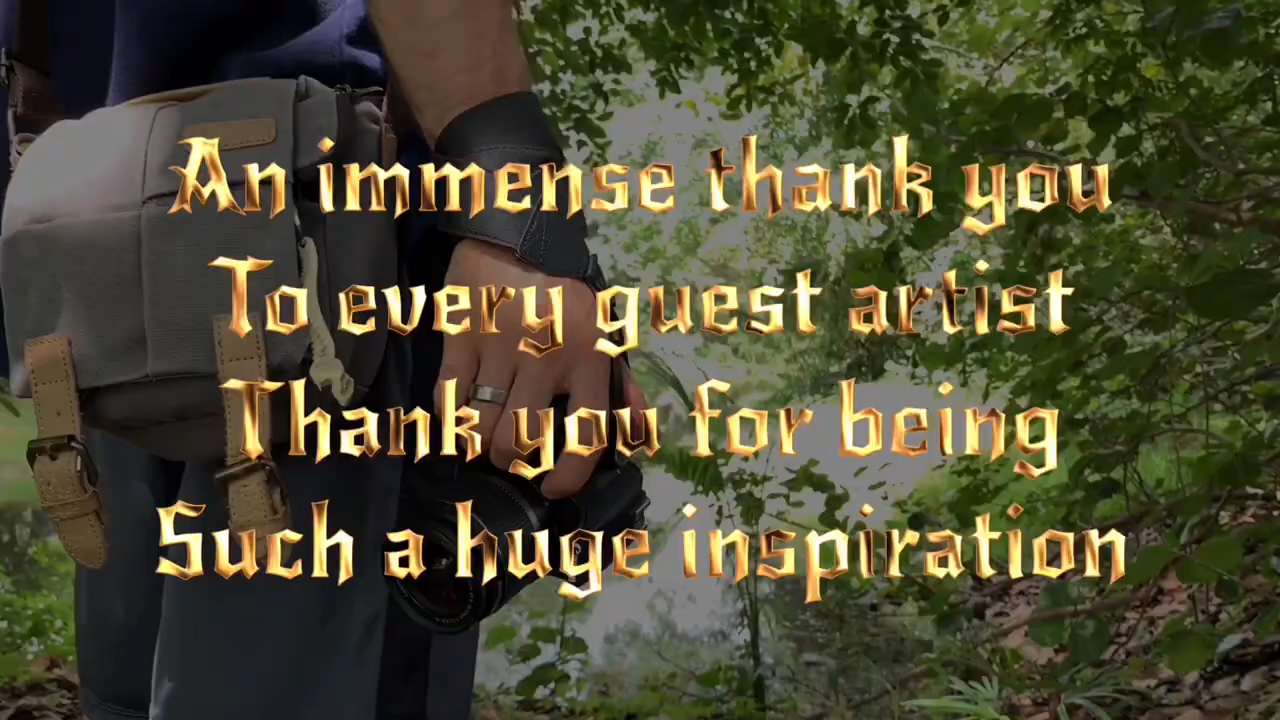 An immense thank you
To every guest artist
Thank you for being
Such a huge inspiration